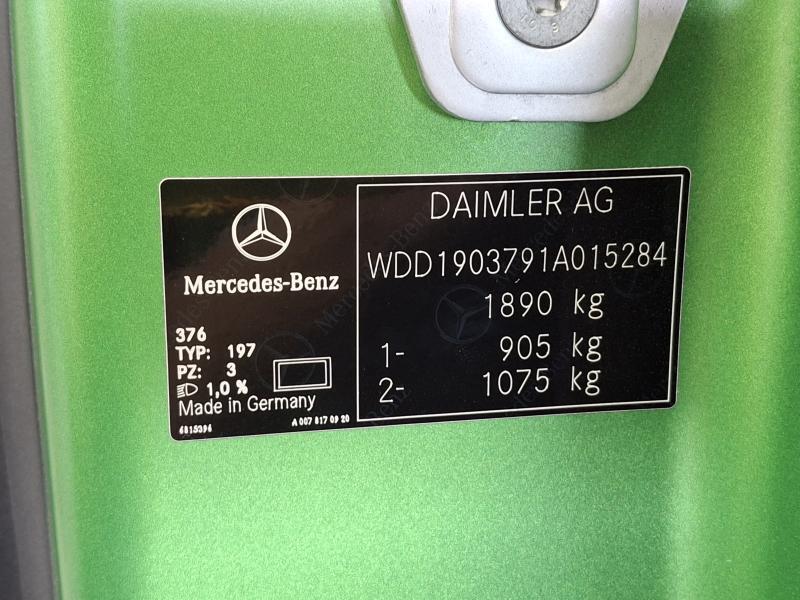 Mercedes-Benz
376
TYP: 197
PZ: 3
1,0 %
Made in Germany
6815394
A 007 817 09 20
DAIMLER AG
WDD1903791A015284
1890 kg
1- 905 kg
2- 1075 kg